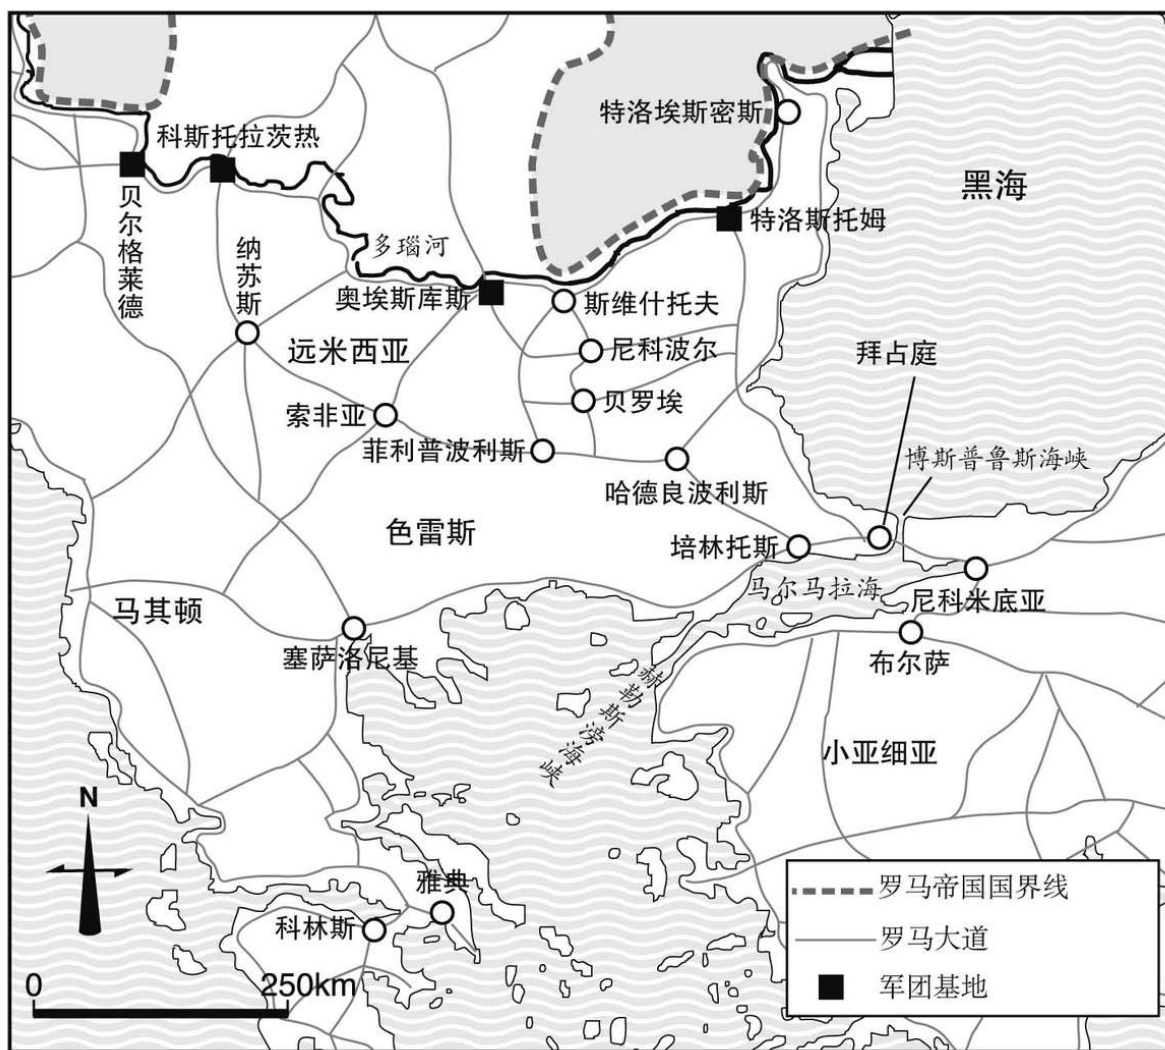 特洛埃斯密斯
科斯托拉茨热
黑海
贝尔格莱德
特洛斯托姆
纳苏斯
多瑙河
奥埃斯库斯
斯维什托夫
远米西亚
尼科波尔
拜占庭
贝罗埃
索非亚
菲利普波利斯
博斯普鲁斯海峡
哈德良波利斯
色雷斯
培林托斯
马尔马拉海
尼科米底亚
马其顿
塞萨洛尼基
布尔萨
赫勒斯滂海峡
小亚细亚
N
雅典
科林斯
0
250km
罗马帝国国界线
罗马大道
军团基地